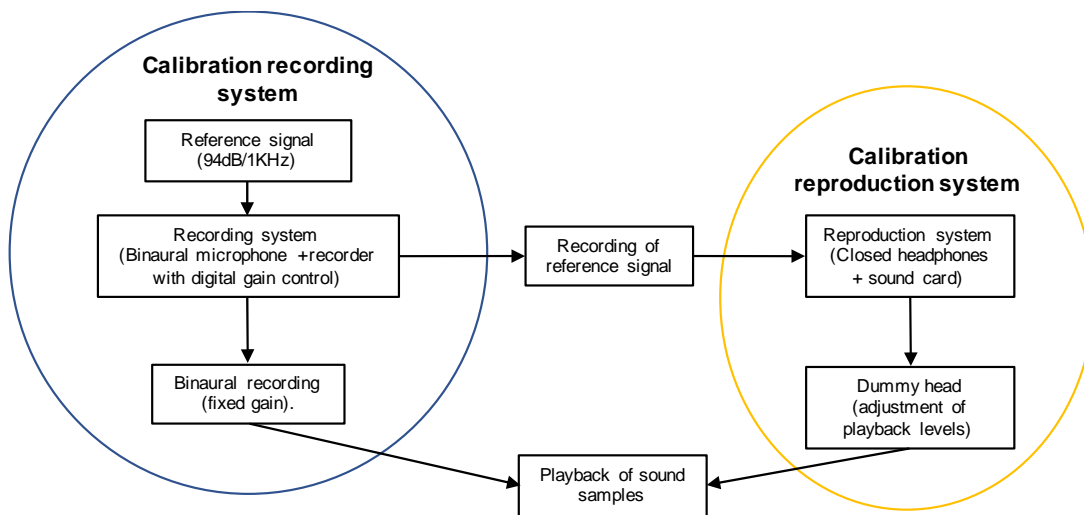 Calibration recording
system
Reference signal
(94dB/1KHz)
Recording system
(Binaural microphone +recorder
with digital gain control)
Binaural recording
(fixed gain).
Recording of
reference signal
Calibration
reproduction system
Reproduction system
(Closed headphones
+ sound card)
Dummy head
(adjustment of
playback levels)
Playback of sound
samples